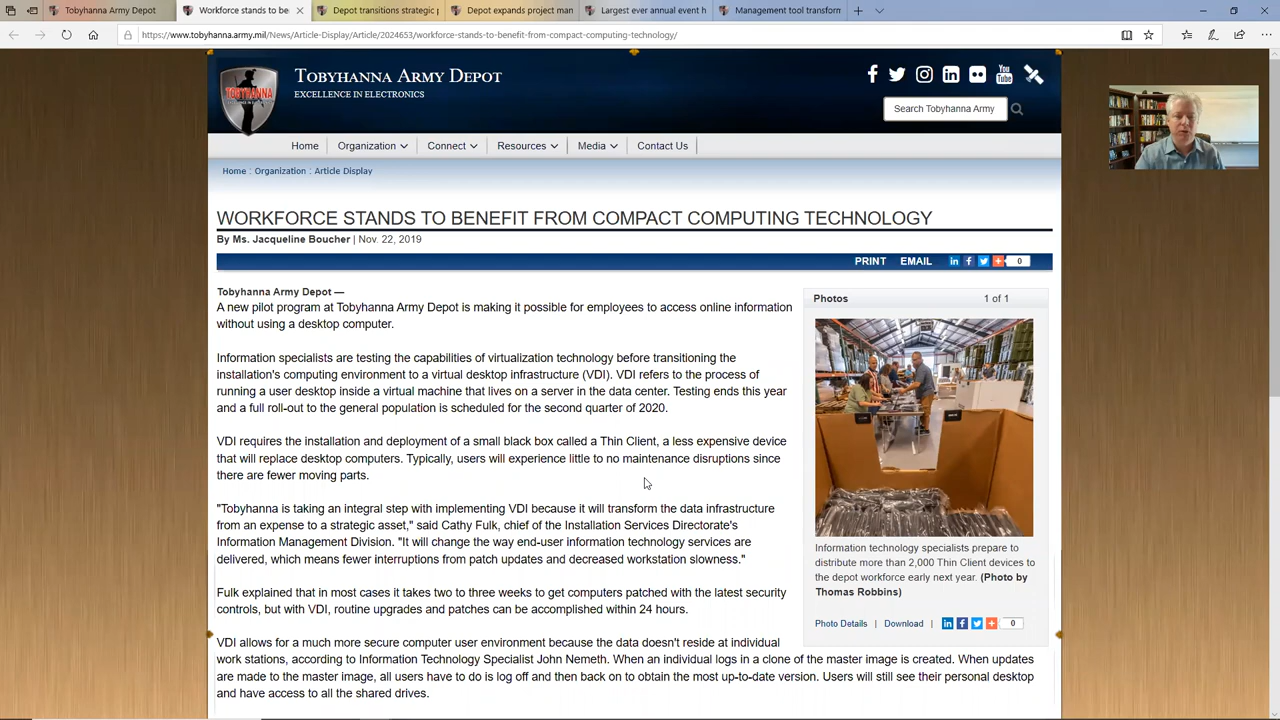 Tobyhanna Army Depot
Workforce stands to be
Depot transitions strategic p
Depot expands project man
Largest ever annual event h
Management tool transform
https://www.tobyhanna.army.mil/News/Article-Display/Article/2024653/workforce-stands-to-benefit-from-compact-computing-technology/
TOBYHANNA
TOBYHANNA ARMY DEPOT
EXCELLENCE IN ELECTRONICS
You Tube
Search Tobyhanna Army
Home Organization Connect Resources Media Contact Us
Home : Organization : Article Display
WORKFORCE STANDS TO BENEFIT FROM COMPACT COMPUTING TECHNOLOGY
By Ms. Jacqueline Boucher | Nov. 22, 2019
PRINT EMAIL 0
Tobyhanna Army Depot —
A new pilot program at Tobyhanna Army Depot is making it possible for employees to access online information
without using a desktop computer.
Information specialists are testing the capabilities of virtualization technology before transitioning the
installation's computing environment to a virtual desktop infrastructure (VDI). VDI refers to the process of
running a user desktop inside a virtual machine that lives on a server in the data center. Testing ends this year
and a full roll-out to the general population is scheduled for the second quarter of 2020.
VDI requires the installation and deployment of a small black box called a Thin Client, a less expensive device
that will replace desktop computers. Typically, users will experience little to no maintenance disruptions since
there are fewer moving parts.
"Tobyhanna is taking an integral step with implementing VDI because it will transform the data infrastructure
from an expense to a strategic asset," said Cathy Fulk, chief of the Installation Services Directorate's
Information Management Division. "It will change the way end-user information technology services are
delivered, which means fewer interruptions from patch updates and decreased workstation slowness."
Fulk explained that in most cases it takes two to three weeks to get computers patched with the latest security
controls, but with VDI, routine upgrades and patches can be accomplished within 24 hours.
VDI allows for a much more secure computer user environment because the data doesn't reside at individual
work stations, according to Information Technology Specialist John Nemeth. When an individual logs in a clone of the master image is created. When updates
are made to the master image, all users have to do is log off and then back on to obtain the most up-to-date version. Users will still see their personal desktop
and have access to all the shared drives.
Photos 1 of 1
Information technology specialists prepare to
distribute more than 2,000 Thin Client devices to
the depot workforce early next year. (Photo by
Thomas Robbins)
Photo Details | Download | 0